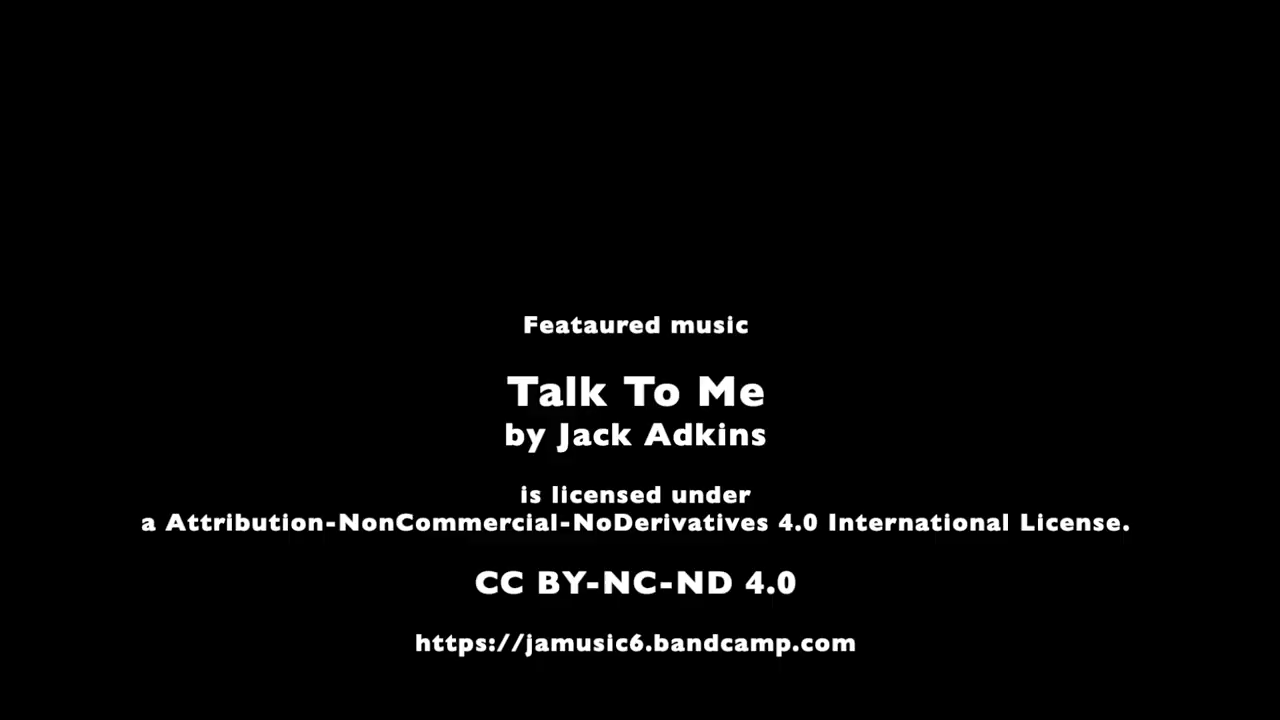 Feataured music
Talk To Me
by Jack Adkins
is licensed under
a Attribution-NonCommercial-NoDerivatives 4.0 International License.
CC BY-NC-ND 4.0
https://jamusic6.bandcamp.com